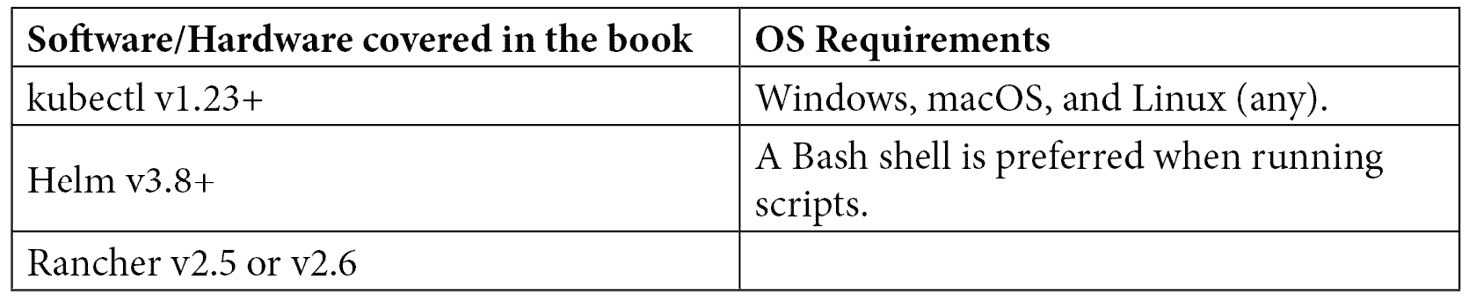 Software/Hardware covered in the book
OS Requirements
kubectl v1.23+
Windows, macOS, and Linux (any).
Helm v3.8+
A Bash shell is preferred when running
scripts.
Rancher v2.5 or v2.6